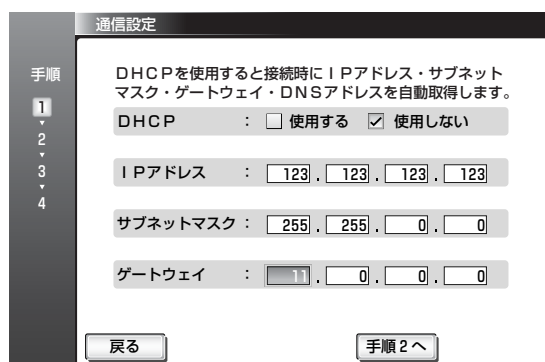 通信設定
手順
1
2
3
4
DHCPを使用すると接続時にIPアドレス・サブネット
マスク・ゲートウェイ・DNSアドレスを自動取得します。
DHCP : 使用する 使用しない
IPアドレス : 123 . 123 . 123 . 123
サブネットマスク : 255 . 255 . 0 . 0
ゲートウェイ : 11 . 0 . 0 . 0
戻る 手順2へ